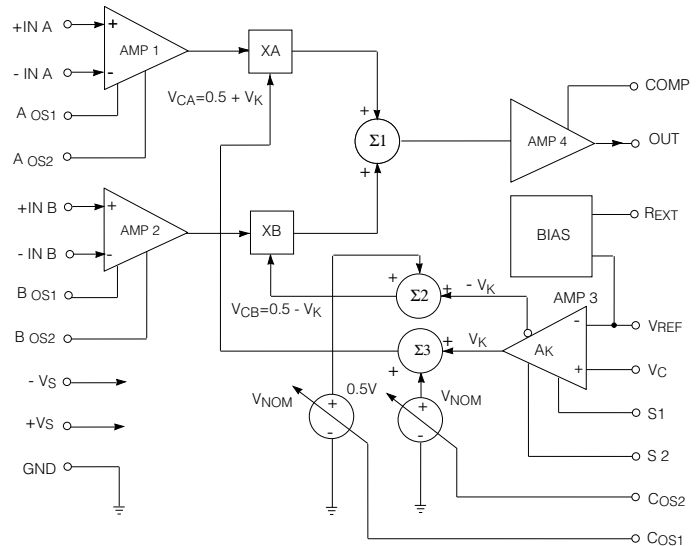 +IN A
+
AMP 1
- IN A
-
A OS1
A OS2
XA
VCA=0.5 + VK
+
Σ1
+
AMP 4
COMP
OUT
+IN B
+
AMP 2
- IN B
-
B OS1
B OS2
XB
VCB=0.5 - VK
BIAS
REXT
+
Σ2
+
- VK
AMP 3
-
AK
+
VREF
VC
Σ3
+
VK
+
- VS
+VS
GND
VNOM
0.5V
+
-
VNOM
+
-
S1
S 2
COS2
COS1